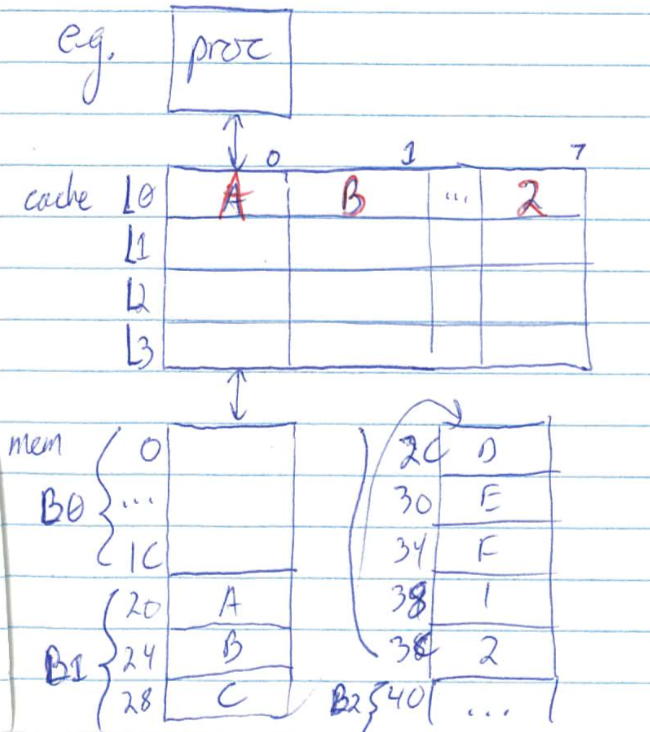 e.g. proc
0 1 7
cache L0 A B ... 2
L1
L2
L3
mem 0 2C D
B0 ... 30 E
1C 34 F
20 A 38 1
B1 24 B 3C 2
28 C B2 40 ...